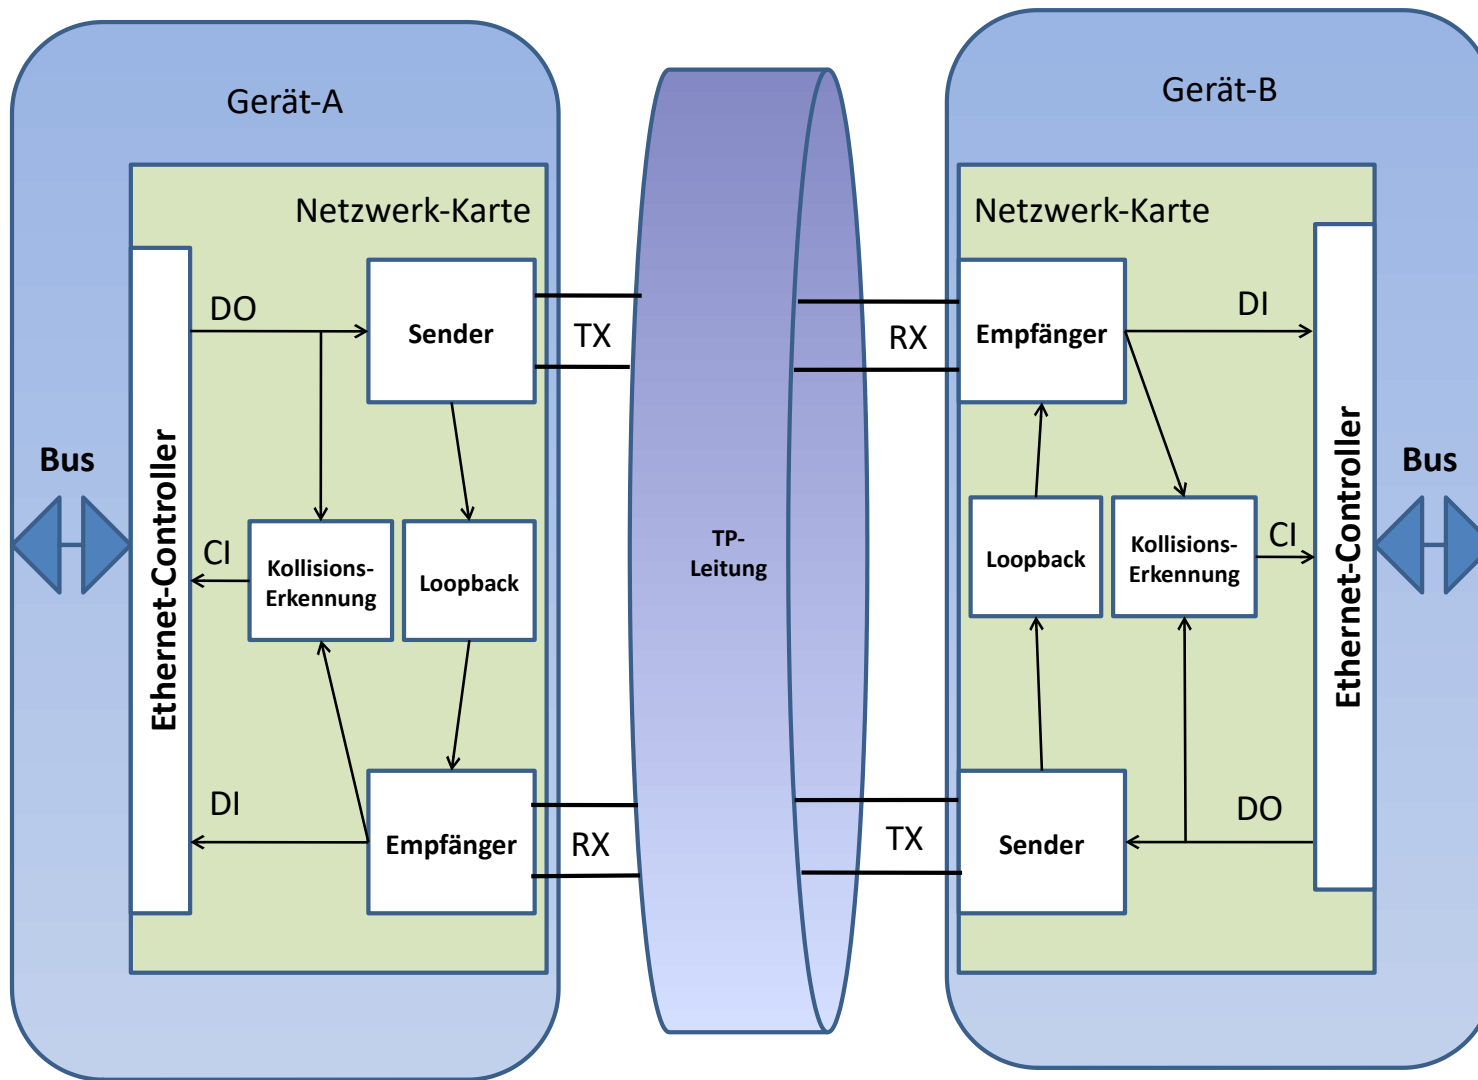 Gerät-A
Netzwerk-Karte
DO
Sender
TX
Bus
Ethernet-Controller
CI
Kollisions-
Erkennung
Loopback
DI
Empfänger
RX
TP-
Leitung
Gerät-B
Netzwerk-Karte
RX
Empfänger
DI
Loopback
Kollisions-
Erkennung
CI
Ethernet-Controller
Bus
TX
Sender
DO